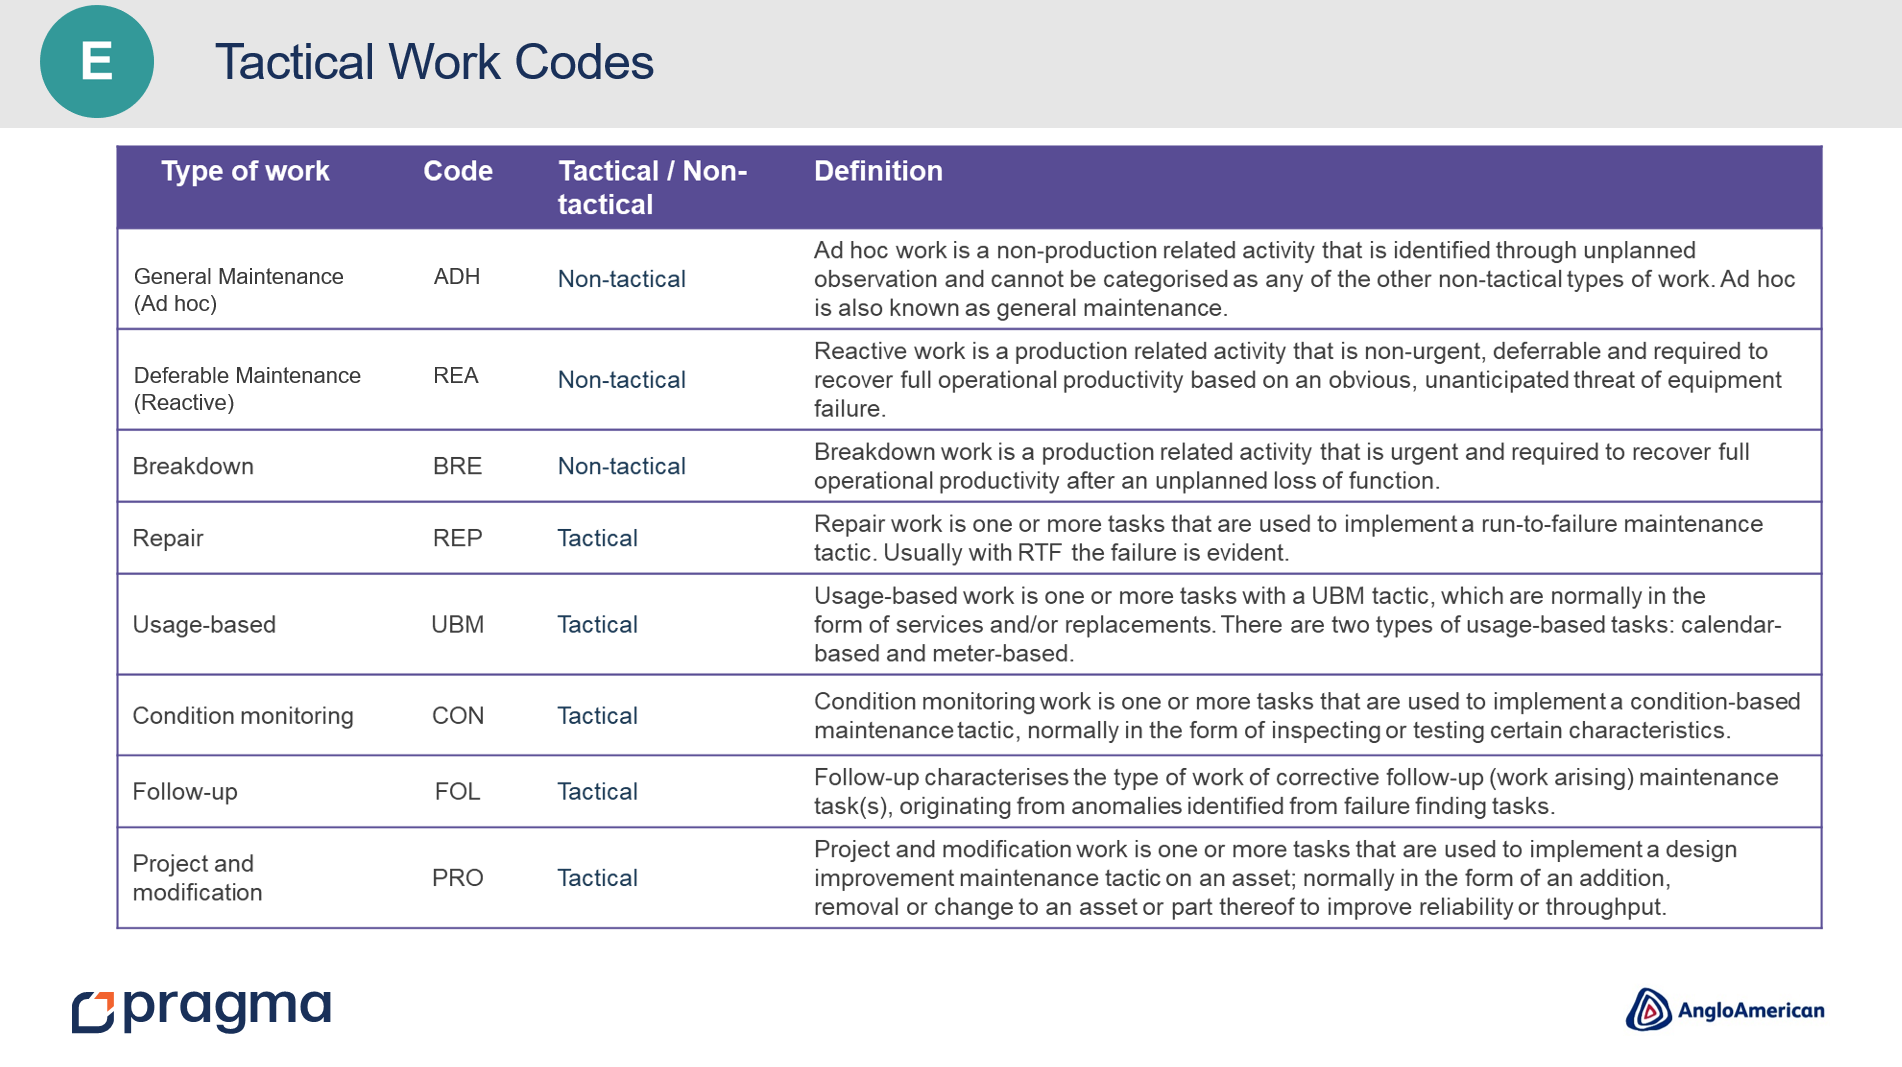 E
Tactical Work Codes
Type of work
Code
Tactical / Non-
tactical
Definition
General Maintenance
(Ad hoc)
ADH
Non-tactical
Ad hoc work is a non-production related activity that is identified through unplanned
observation and cannot be categorised as any of the other non-tactical types of work. Ad hoc
is also known as general maintenance.
Deferable Maintenance
(Reactive)
REA
Non-tactical
Reactive work is a production related activity that is non-urgent, deferrable and required to
recover full operational productivity based on an obvious, unanticipated threat of equipment
failure.
Breakdown
BRE
Non-tactical
Breakdown work is a production related activity that is urgent and required to recover full
operational productivity after an unplanned loss of function.
Repair
REP
Tactical
Repair work is one or more tasks that are used to implement a run-to-failure maintenance
tactic. Usually with RTF the failure is evident.
Usage-based
UBM
Tactical
Usage-based work is one or more tasks with a UBM tactic, which are normally in the
form of services and/or replacements. There are two types of usage-based tasks: calendar-
based and meter-based.
Condition monitoring
CON
Tactical
Condition monitoring work is one or more tasks that are used to implement a condition-based
maintenance tactic, normally in the form of inspecting or testing certain characteristics.
Follow-up
FOL
Tactical
Follow-up characterises the type of work of corrective follow-up (work arising) maintenance
task(s), originating from anomalies identified from failure finding tasks.
Project and
modification
PRO
Tactical
Project and modification work is one or more tasks that are used to implement a design
improvement maintenance tactic on an asset; normally in the form of an addition,
removal or change to an asset or part thereof to improve reliability or throughput.
pragma
AngloAmerican